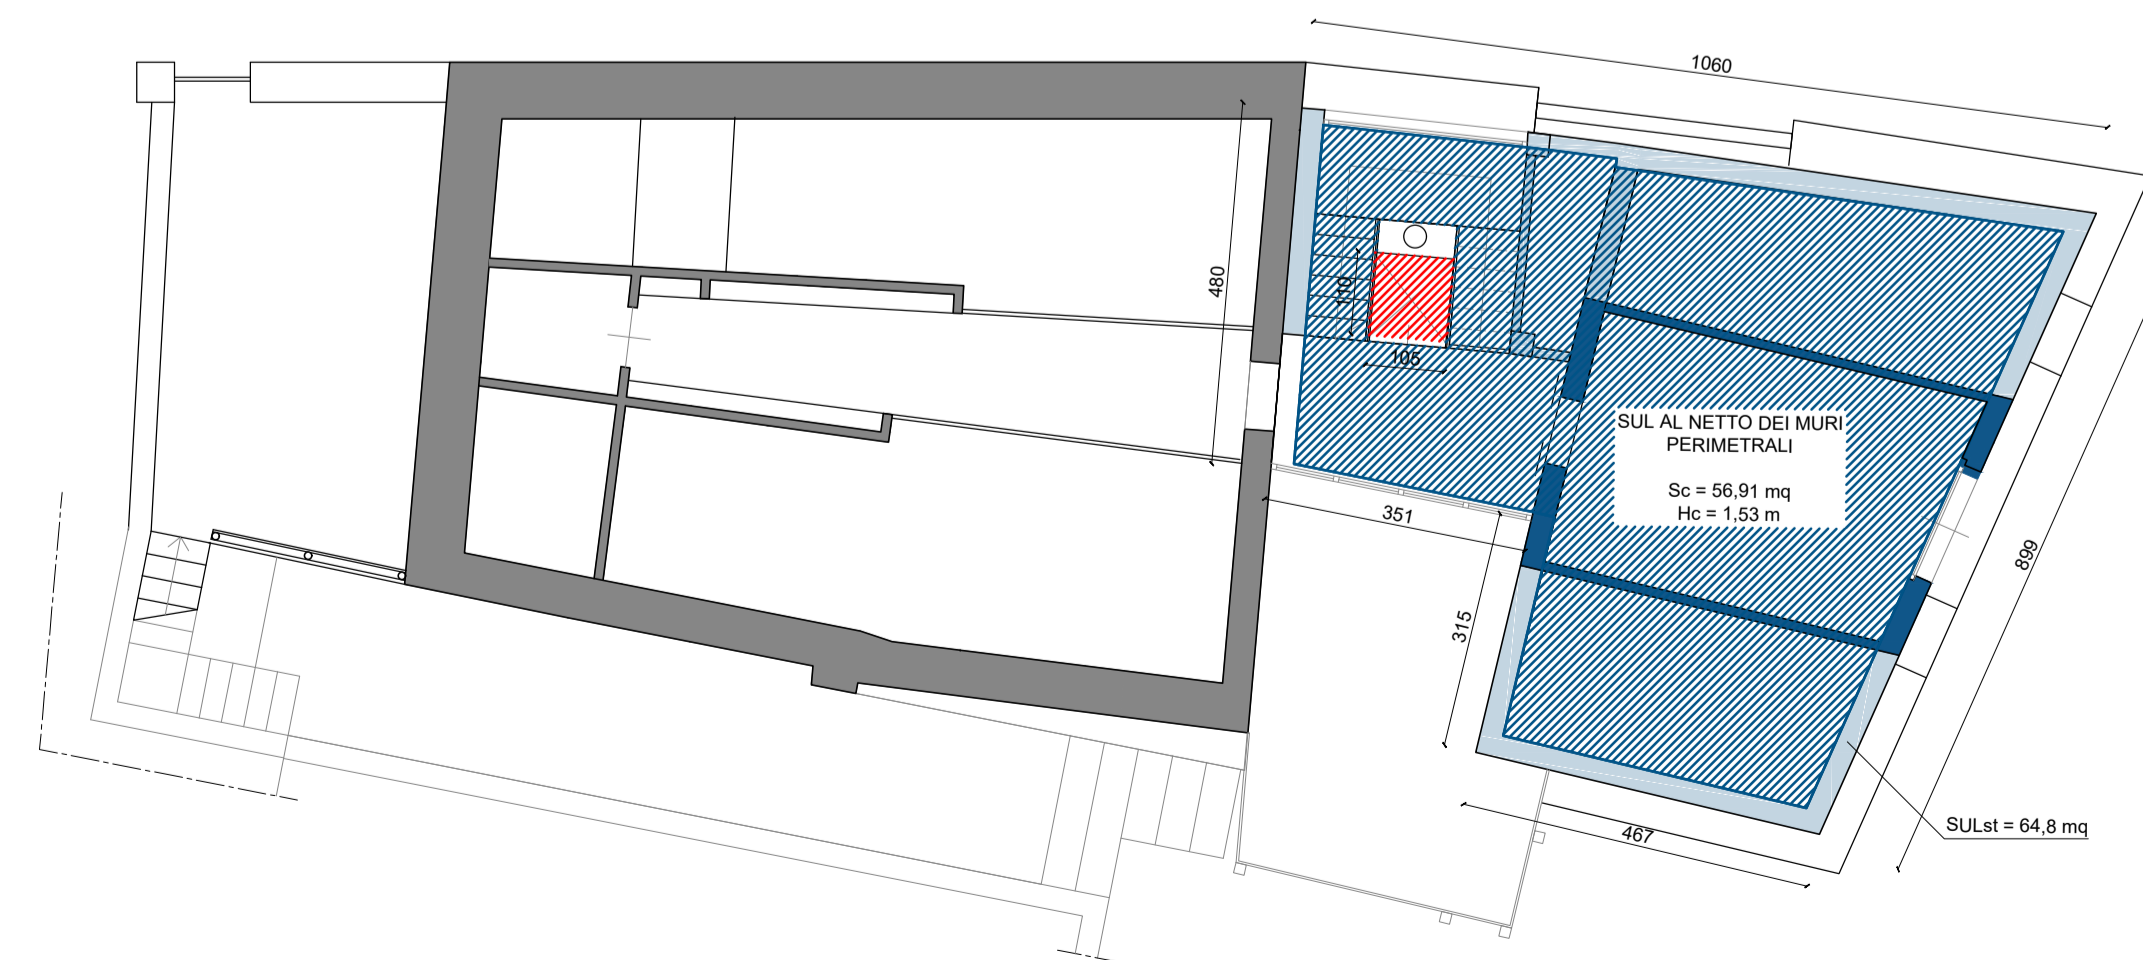 1060
480
110
105
SUL AL NETTO DEI MURI
PERIMETRALI
Sc = 56,91 mq
Hc = 1,53 m
351
899
315
467
SULst = 64,8 mq